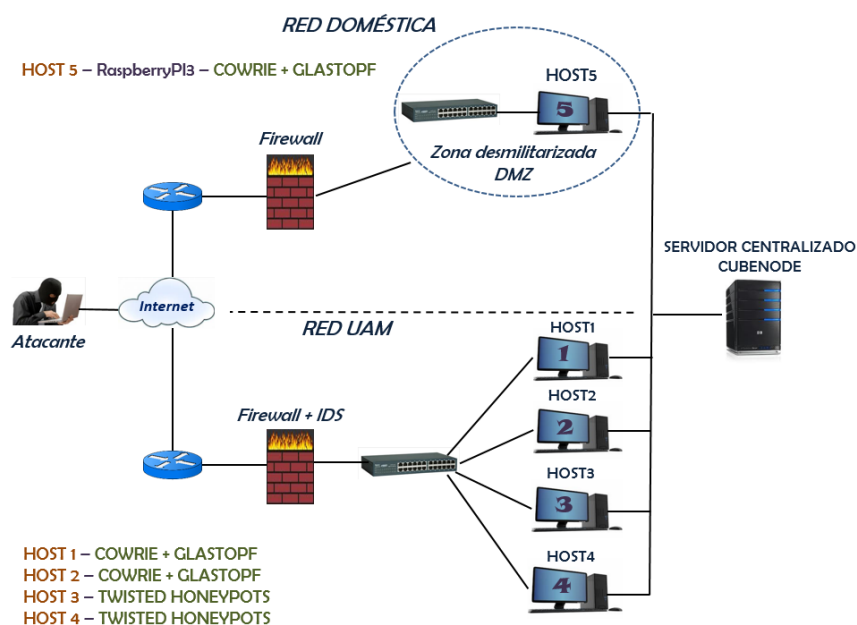 RED DOMÉSTICA
HOST 5 – RaspberryPI3 – COWRIE + GLASTOPF
HOST5
5
Firewall
Zona desmilitarizada
DMZ
SERVIDOR CENTRALIZADO
CUBENODE
Internet
Atacante
RED UAM
HOST1
1
HOST2
2
Firewall + IDS
HOST3
3
HOST4
4
HOST 1 – COWRIE + GLASTOPF
HOST 2 – COWRIE + GLASTOPF
HOST 3 – TWISTED HONEYPOTS
HOST 4 – TWISTED HONEYPOTS